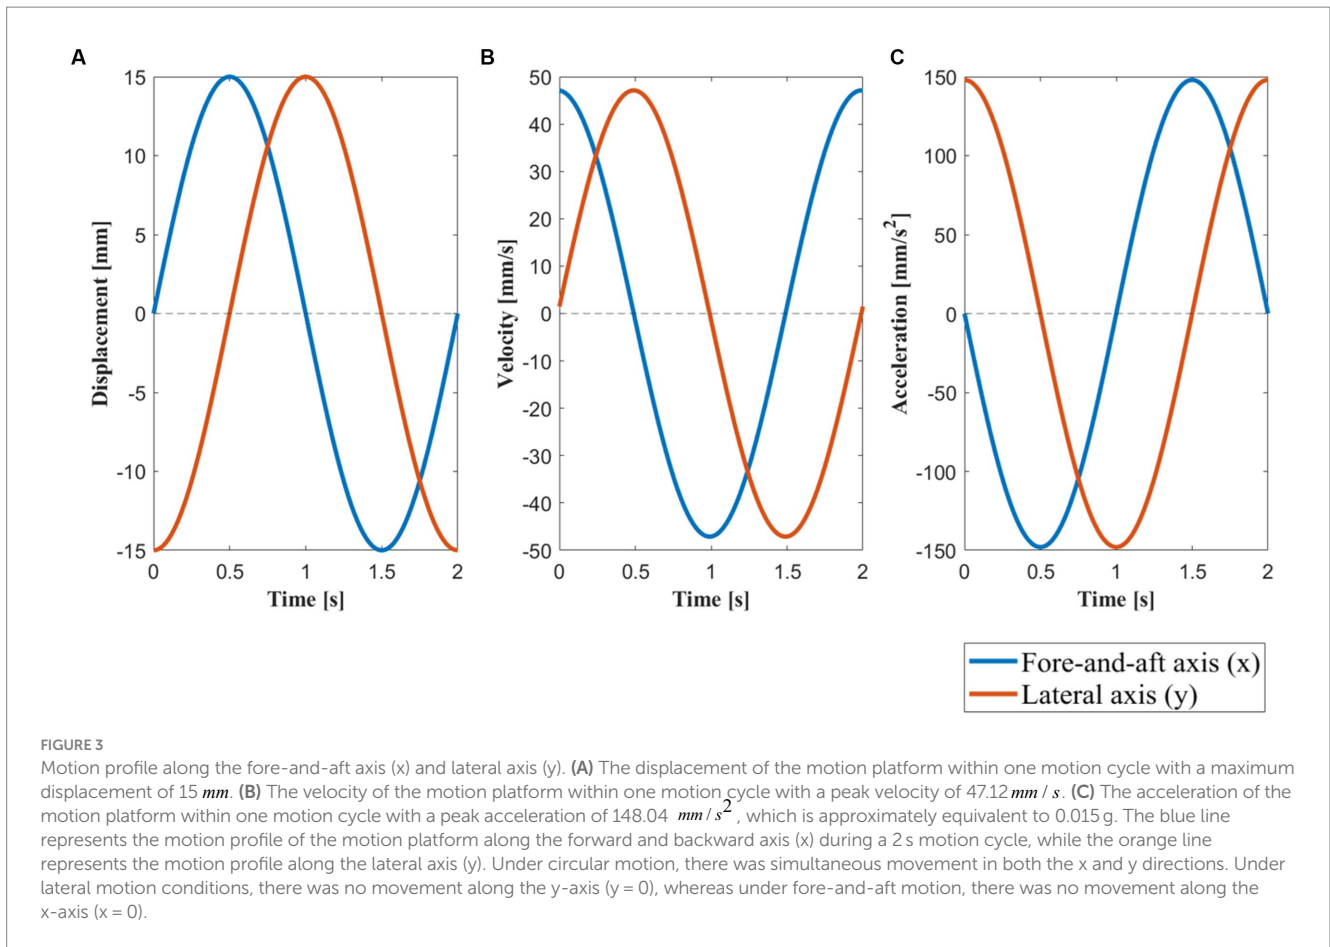 A
B
C
Displacement [mm]
15
10
5
0
-5
-10
-15
0 0.5 1 1.5 2
Time [s]
Velocity [mm/s]
50
40
30
20
10
0
-10
-20
-30
-40
-50
0 0.5 1 1.5 2
Time [s]
Acceleration [mm/s²]
150
100
50
0
-50
-100
-150
0 0.5 1 1.5 2
Time [s]
Fore-and-aft axis (x)
Lateral axis (y)
FIGURE 3
Motion profile along the fore-and-aft axis (x) and lateral axis (y). (A) The displacement of the motion platform within one motion cycle with a maximum
displacement of 15 mm. (B) The velocity of the motion platform within one motion cycle with a peak velocity of 47.12 mm / s. (C) The acceleration of the
motion platform within one motion cycle with a peak acceleration of 148.04 mm / s², which is approximately equivalent to 0.015 g. The blue line
represents the motion profile of the motion platform along the forward and backward axis (x) during a 2 s motion cycle, while the orange line
represents the motion profile along the lateral axis (y). Under circular motion, there was simultaneous movement in both the x and y directions. Under
lateral motion conditions, there was no movement along the y-axis (y = 0), whereas under fore-and-aft motion, there was no movement along the
x-axis (x = 0).